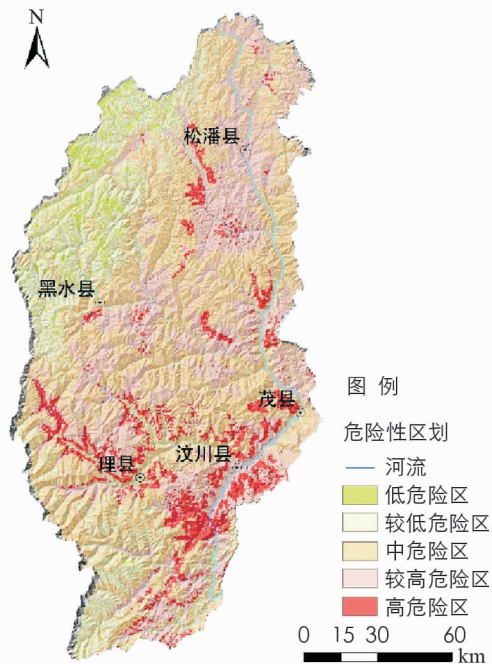 N
松潘县
黑水县
茂县
汶川县
理县
图 例
危险性区划
河流
低危险区
较低危险区
中危险区
较高危险区
高危险区
0 15 30 60
km